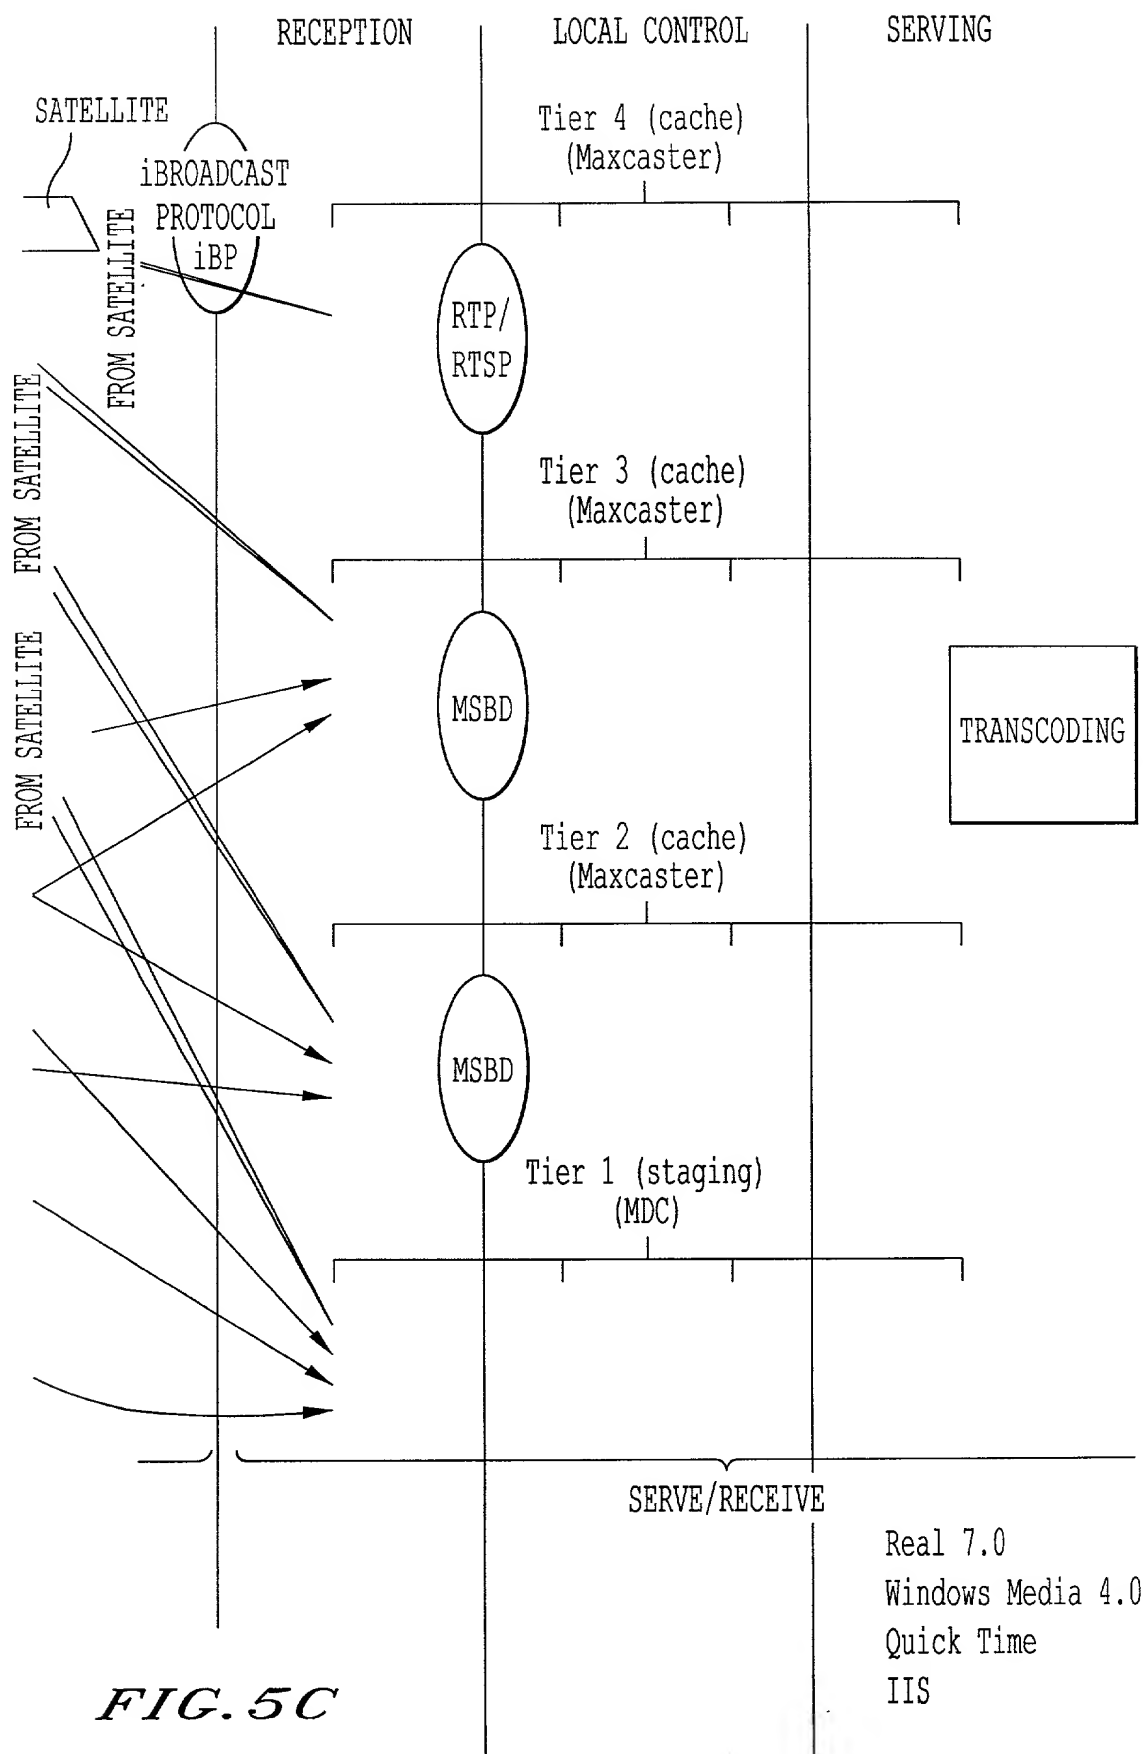 RECEPTION
LOCAL CONTROL
SERVING
SATELLITE
iBROADCAST
PROTOCOL
iBP
FROM SATELLITE
FROM SATELLITE
FROM SATELLITE
Tier 4 (cache)
(Maxcaster)
RTP/
RTSP
Tier 3 (cache)
(Maxcaster)
MSBD
TRANSCODING
Tier 2 (cache)
(Maxcaster)
MSBD
Tier 1 (staging)
(MDC)
SERVE/RECEIVE
Real 7.0
Windows Media 4.0
Quick Time
IIS
FIG. 5C